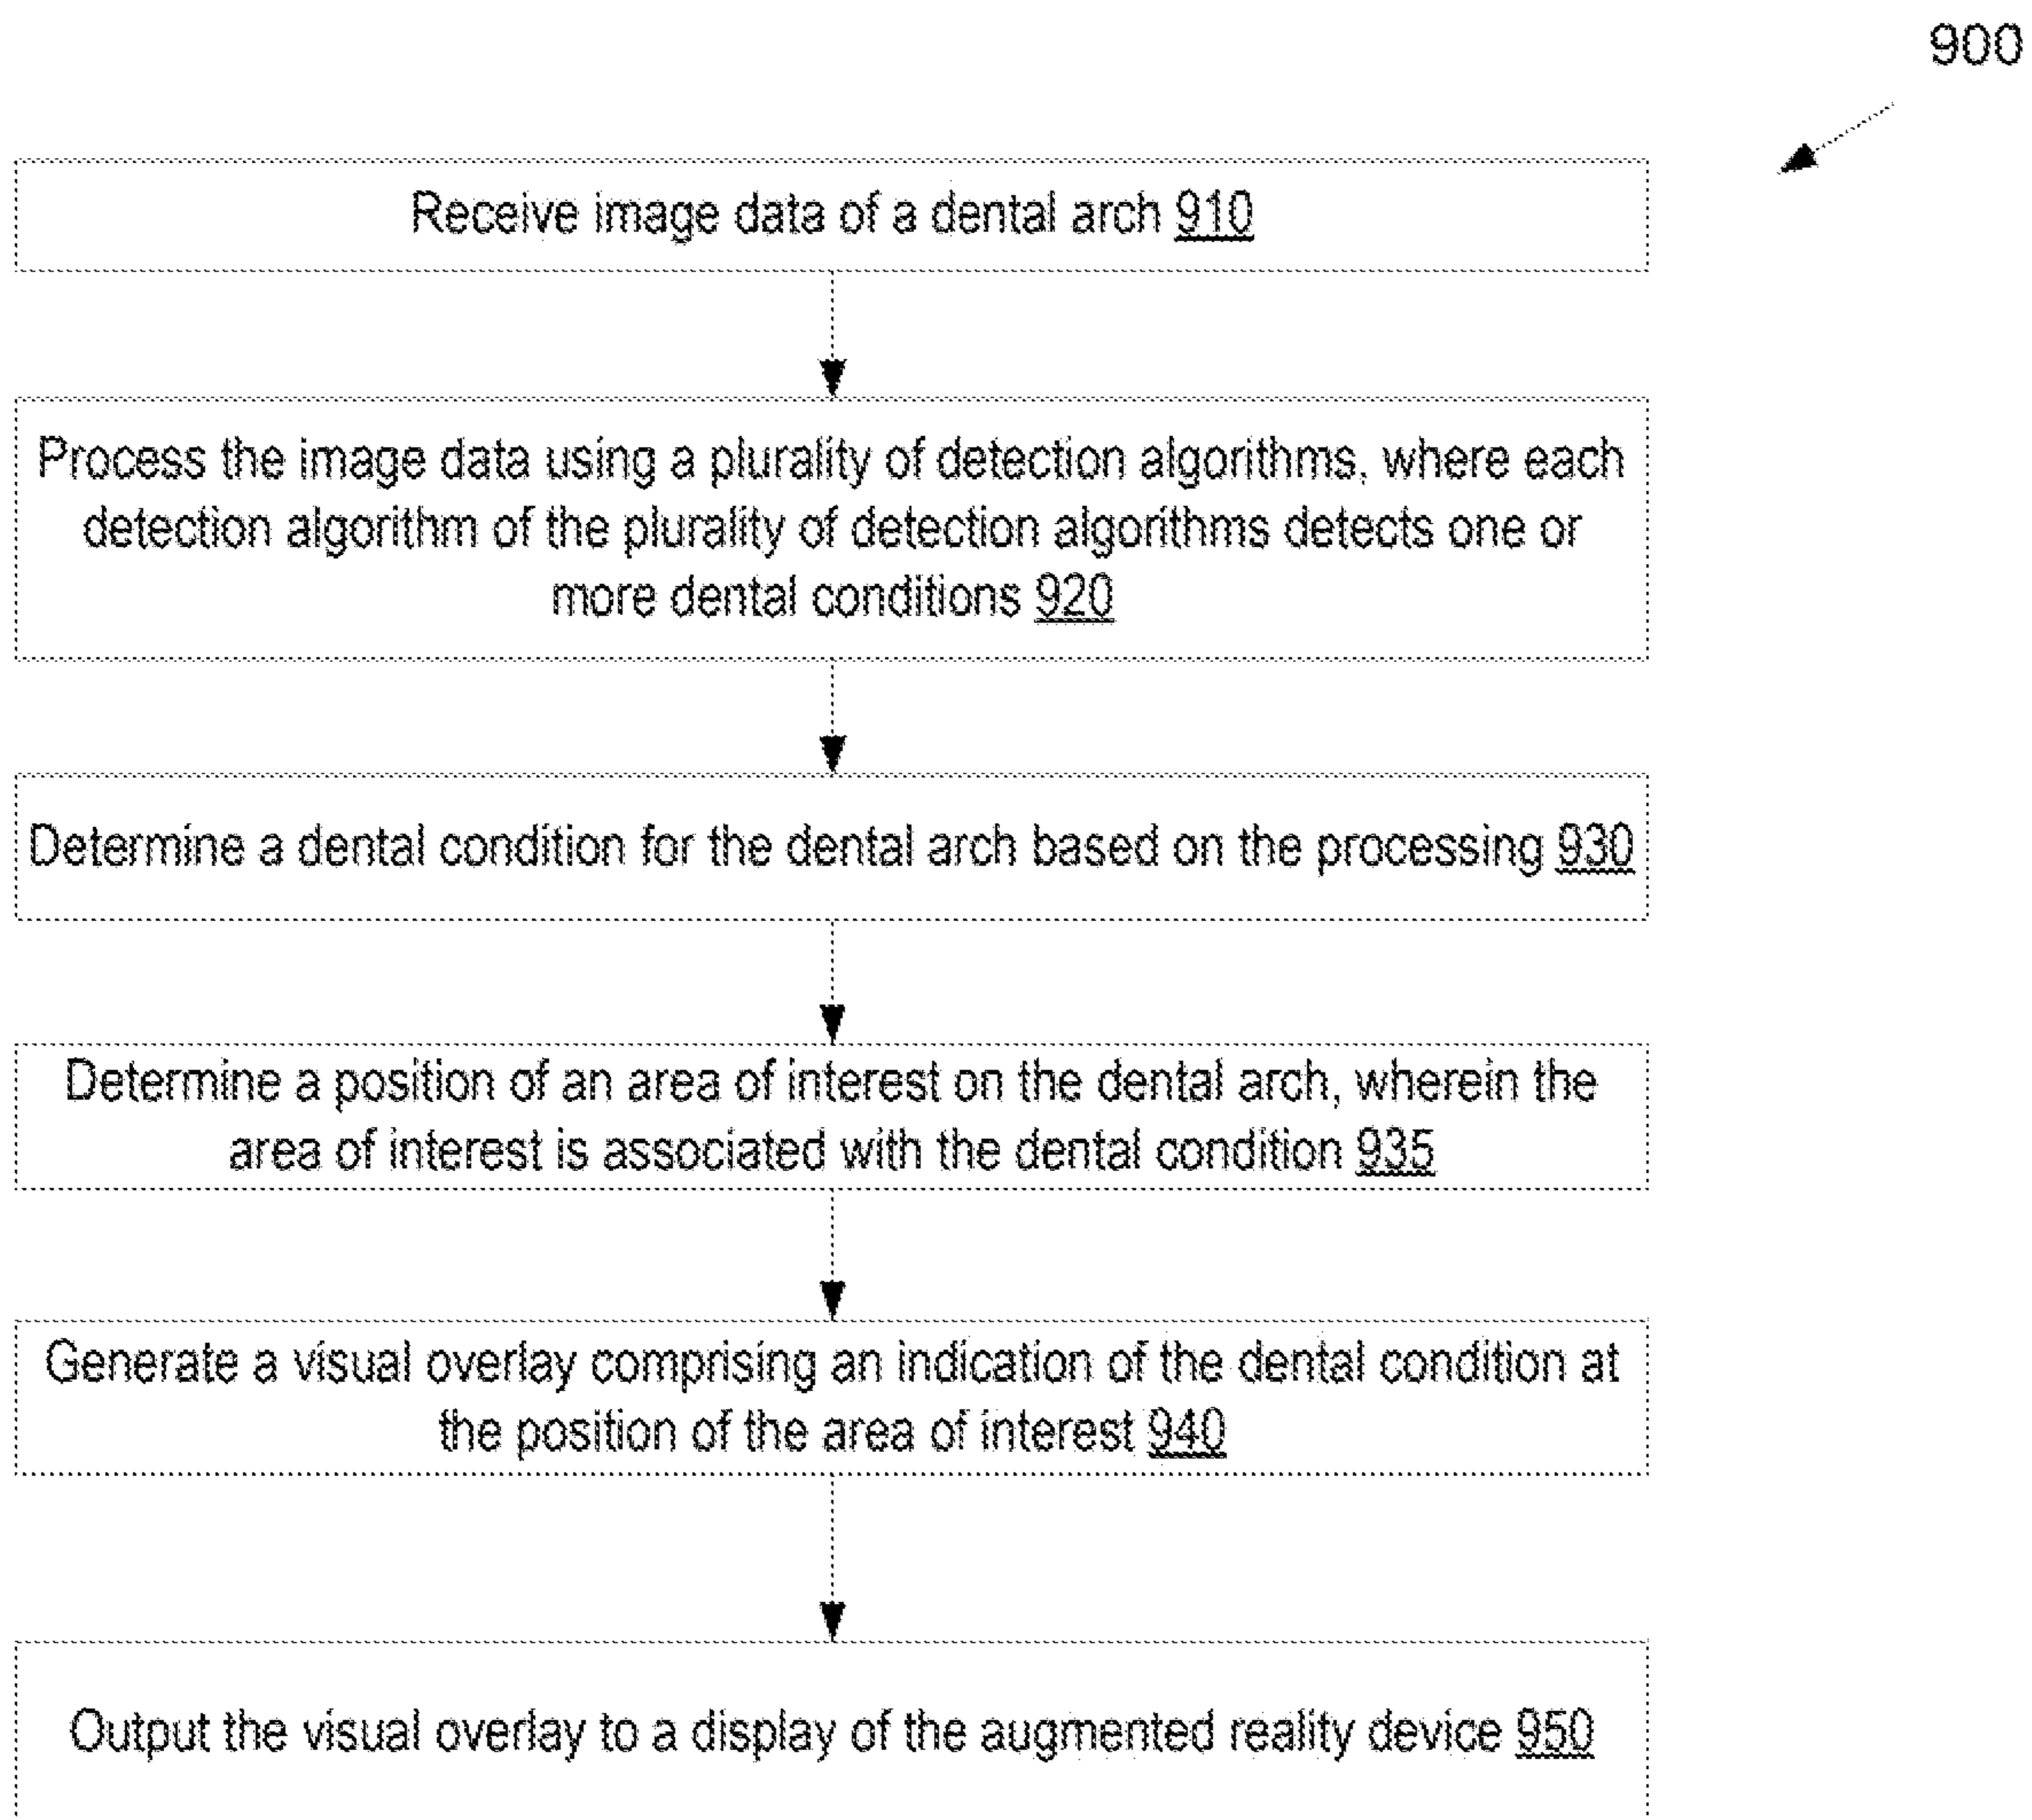 900
Receive image data of a dental arch 910
Process the image data using a plurality of detection algorithms, where each
detection algorithm of the plurality of detection algorithms detects one or
more dental conditions 920
Determine a dental condition for the dental arch based on the processing 930
Determine a position of an area of interest on the dental arch, wherein the
area of interest is associated with the dental condition 935
Generate a visual overlay comprising an indication of the dental condition at
the position of the area of interest 940
Output the visual overlay to a display of the augmented reality device 950